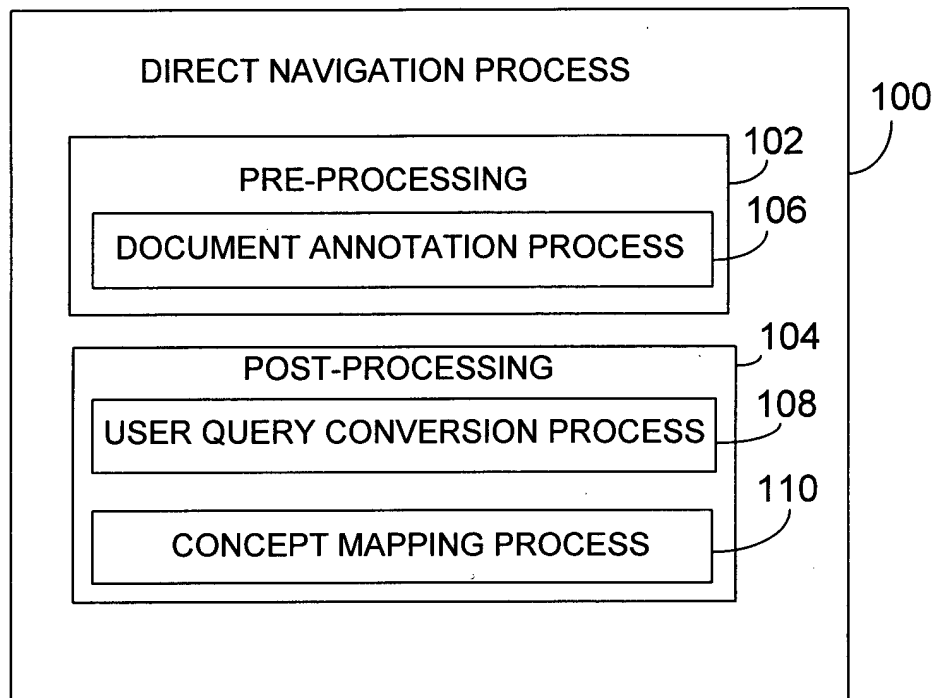 DIRECT NAVIGATION PROCESS
100
102
PRE-PROCESSING
106
DOCUMENT ANNOTATION PROCESS
104
POST-PROCESSING
108
USER QUERY CONVERSION PROCESS
110
CONCEPT MAPPING PROCESS